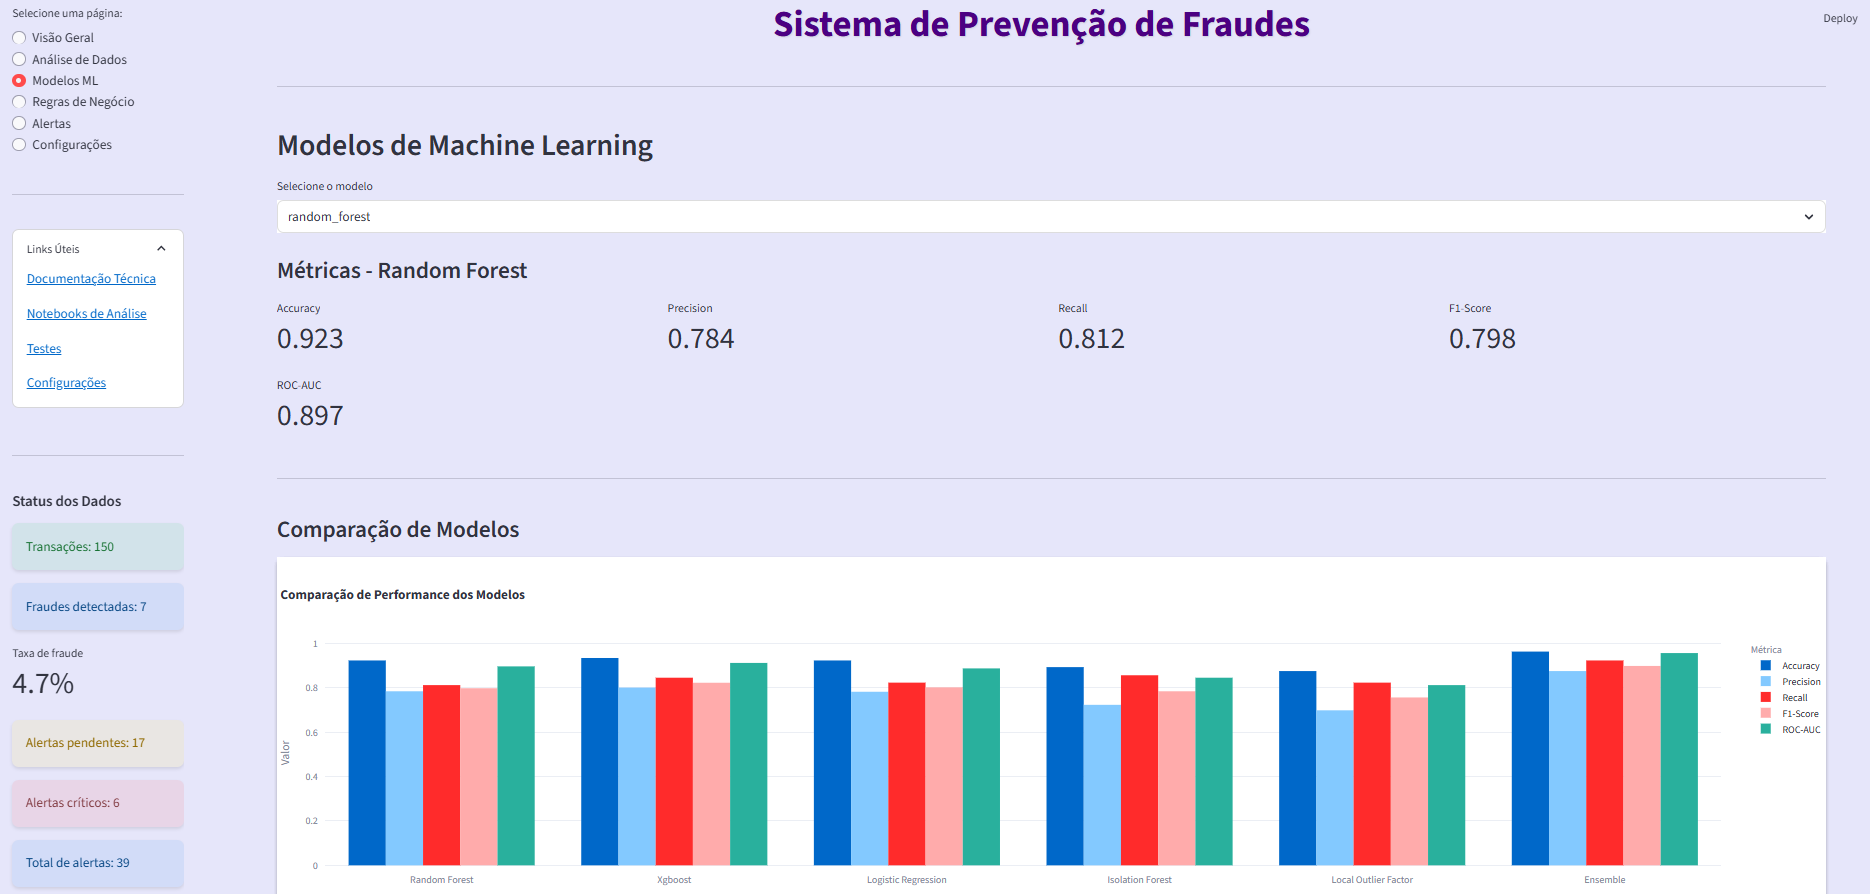 Selecione uma página:
Visão Geral
Análise de Dados
Modelos ML
Regras de Negócio
Alertas
Configurações
Links Úteis
Documentação Técnica
Notebooks de Análise
Testes
Configurações
Status dos Dados
Transações: 150
Fraudes detectadas: 7
Taxa de fraude
4.7%
Alertas pendentes: 17
Alertas críticos: 6
Total de alertas: 39
Deploy
Sistema de Prevenção de Fraudes
Modelos de Machine Learning
Selecione o modelo
random_forest
Métricas - Random Forest
Accuracy
0.923
Precision
0.784
Recall
0.812
F1-Score
0.798
ROC-AUC
0.897
Comparação de Modelos
Comparação de Performance dos Modelos
Valor
1
0.8
0.6
0.4
0.2
0
Random Forest
Xgboost
Logistic Regression
Isolation Forest
Local Outlier Factor
Ensemble
Métrica
Accuracy
Precision
Recall
F1-Score
ROC-AUC